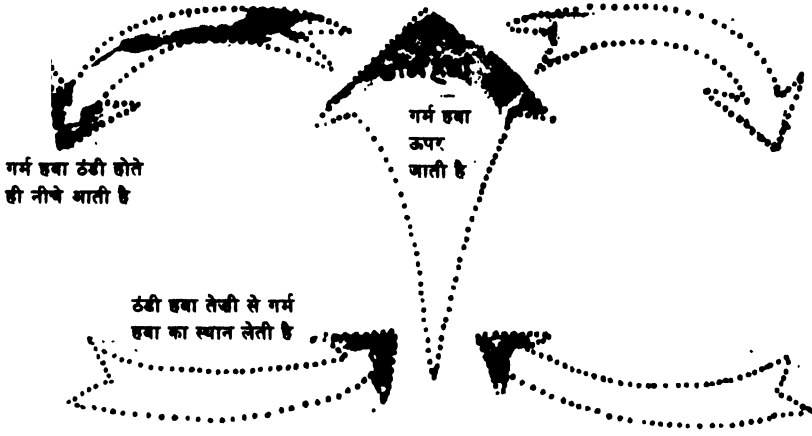 गर्म हवा
ऊपर
जाती है
गर्म हवा ठंडी होते
ही नीचे आती है
ठंडी हवा तेजी से गर्म
हवा का स्थान लेती है